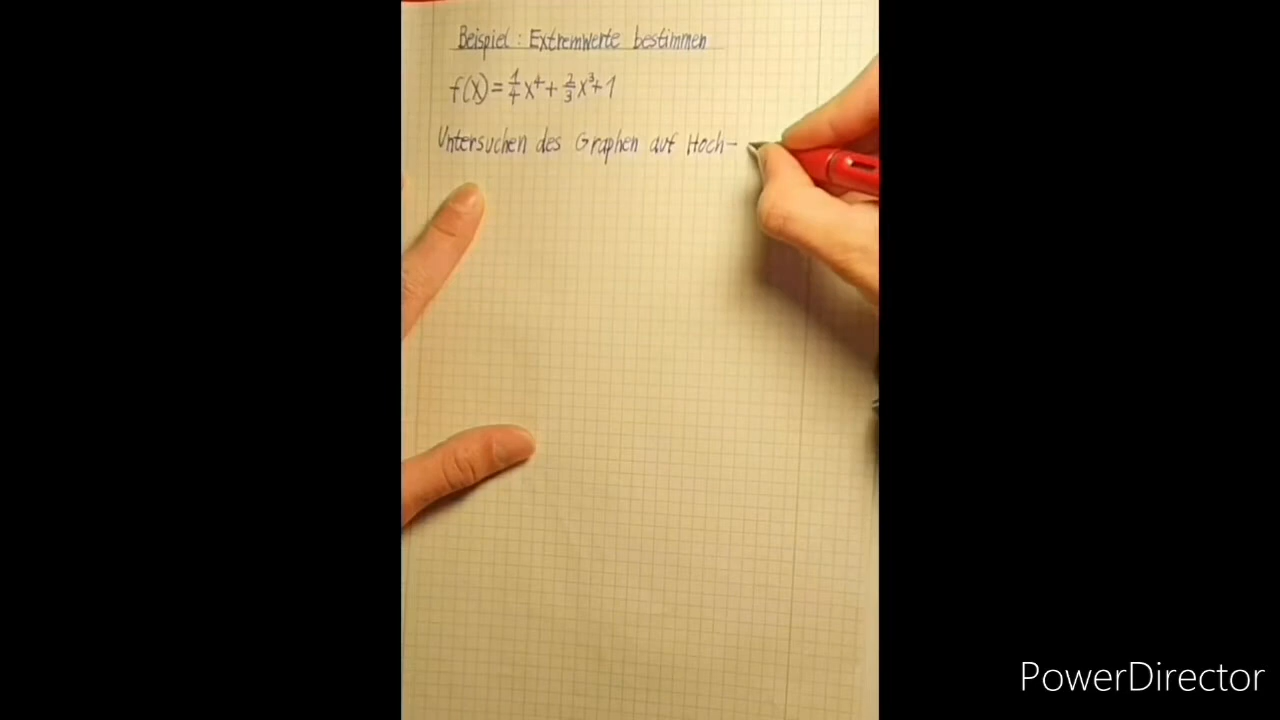 Beispiel: Extremwerte bestimmen
f(x) = 1/4 x⁴ + 2/3 x³ + 1
Untersuchen des Graphen auf Hoch-
PowerDirector